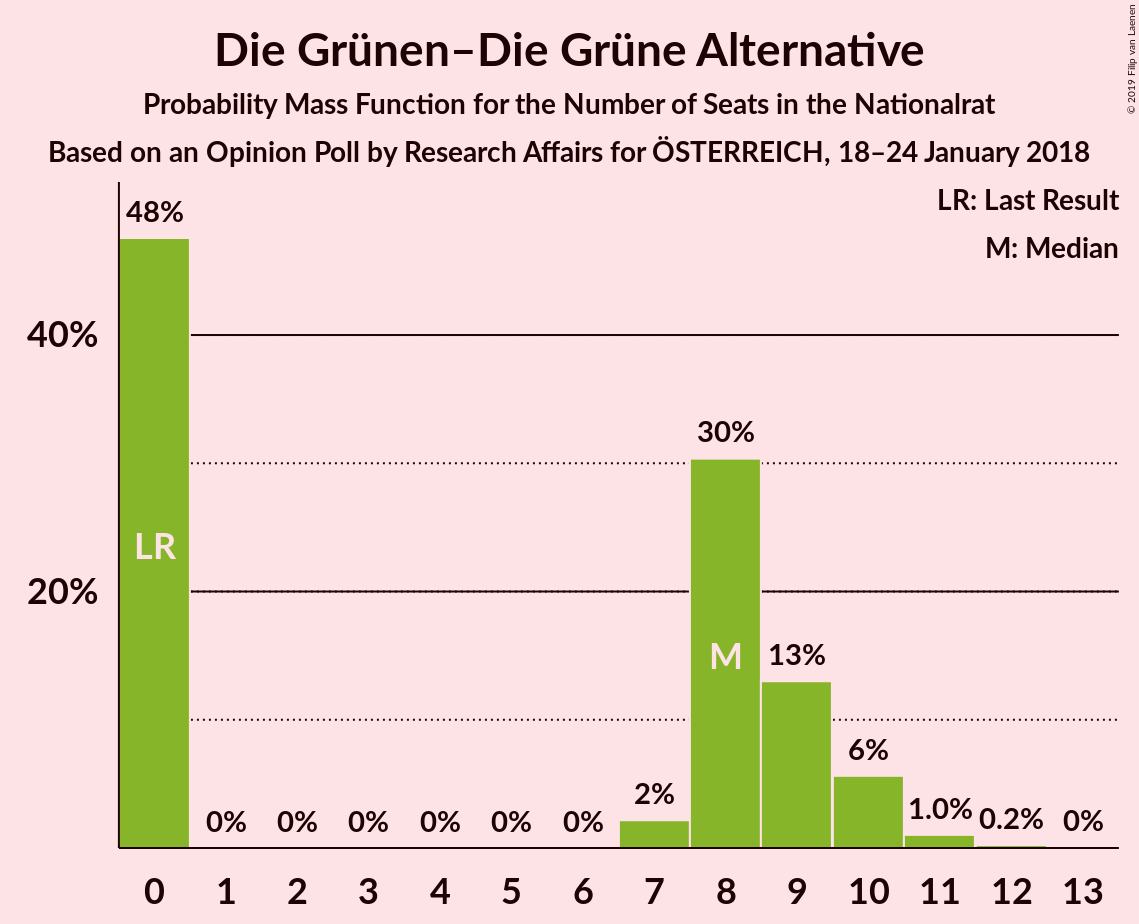 Die Grünen–Die Grüne Alternative
Probability Mass Function for the Number of Seats in the Nationalrat
Based on an Opinion Poll by Research Affairs for ÖSTERREICH, 18–24 January 2018
© 2019 Filip van Laenen
LR: Last Result
M: Median
48%
40%
30%
LR
20%
M
13%
6%
2%
0% 0% 0% 0% 0% 0% 1.0% 0.2% 0%
0 1 2 3 4 5 6 7 8 9 10 11 12 13